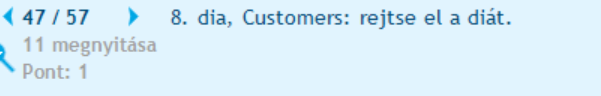 47 / 57 8. dia, Customers: rejtse el a diát.
11 megnyitása
Pont: 1